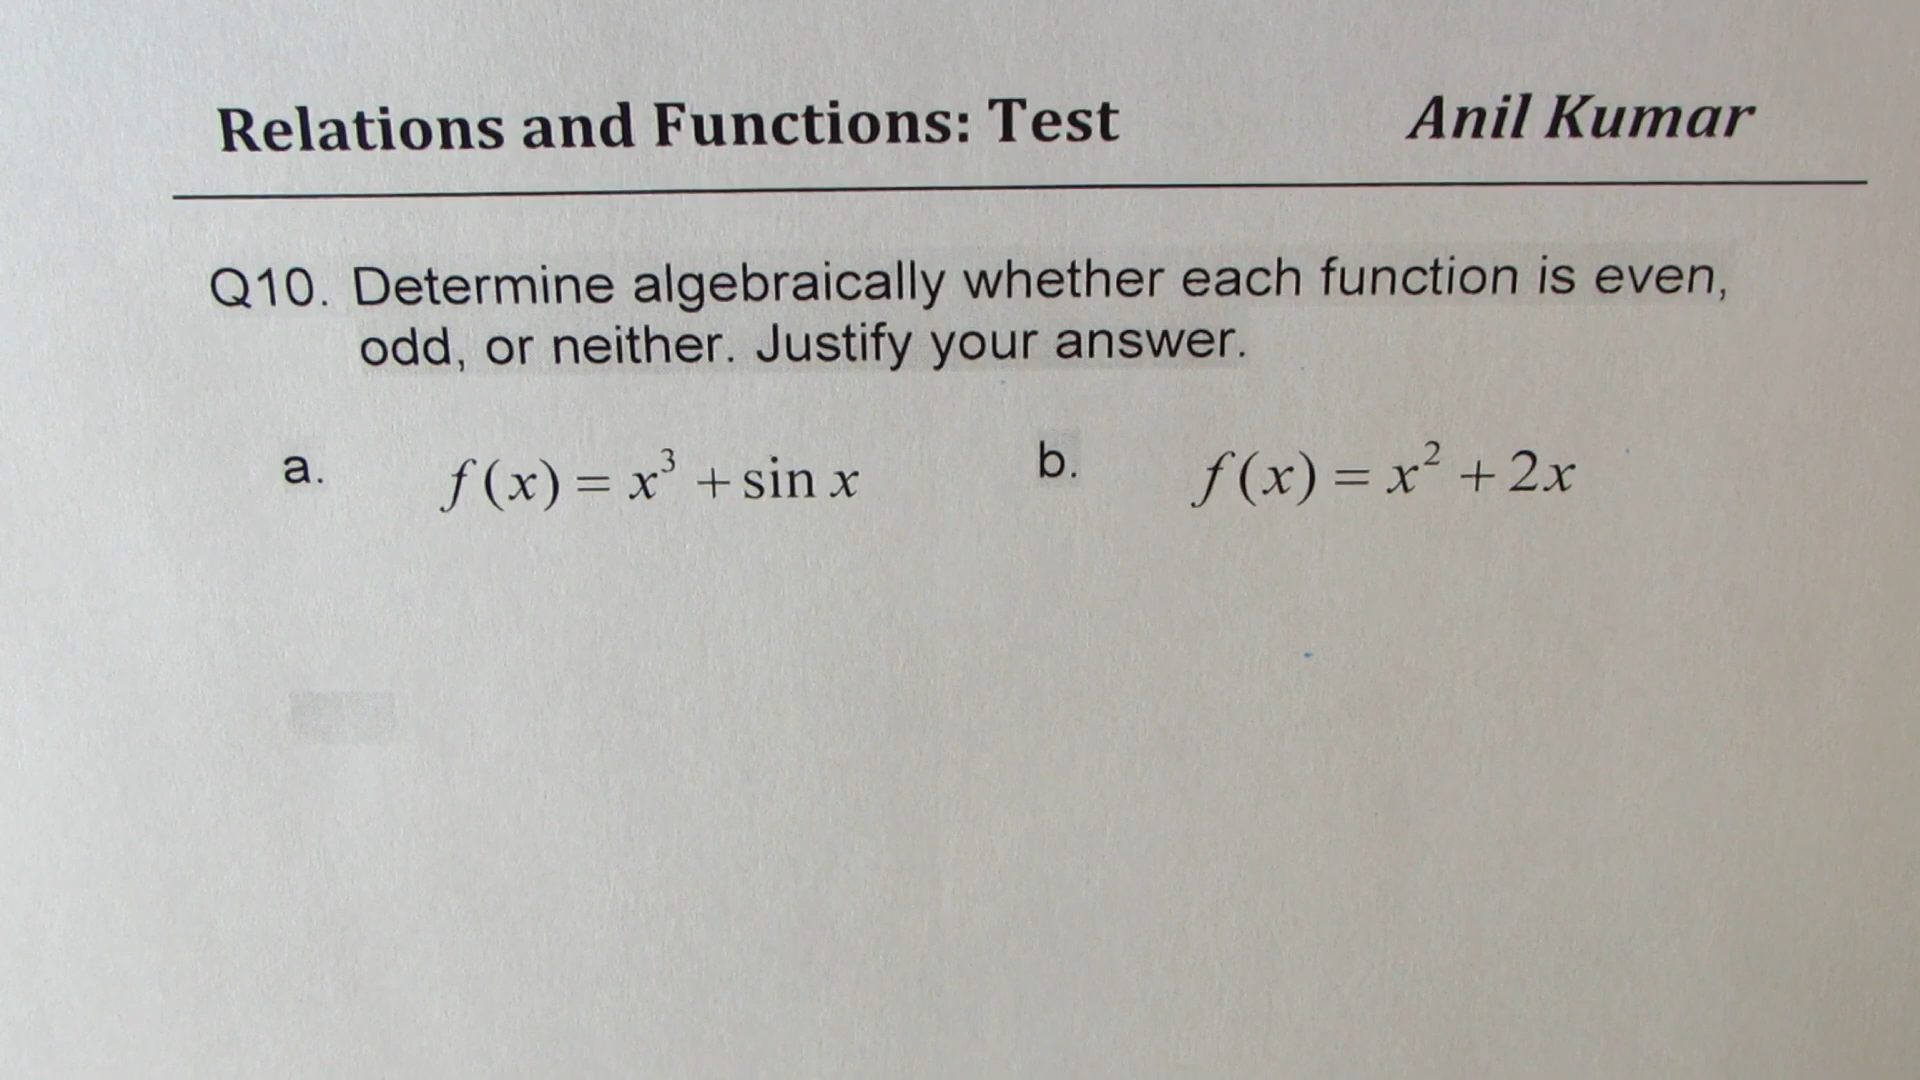 Relations and Functions: Test Anil Kumar
Q10. Determine algebraically whether each function is even,
odd, or neither. Justify your answer.
a. f(x) = x³ + sin x b. f(x) = x² + 2x